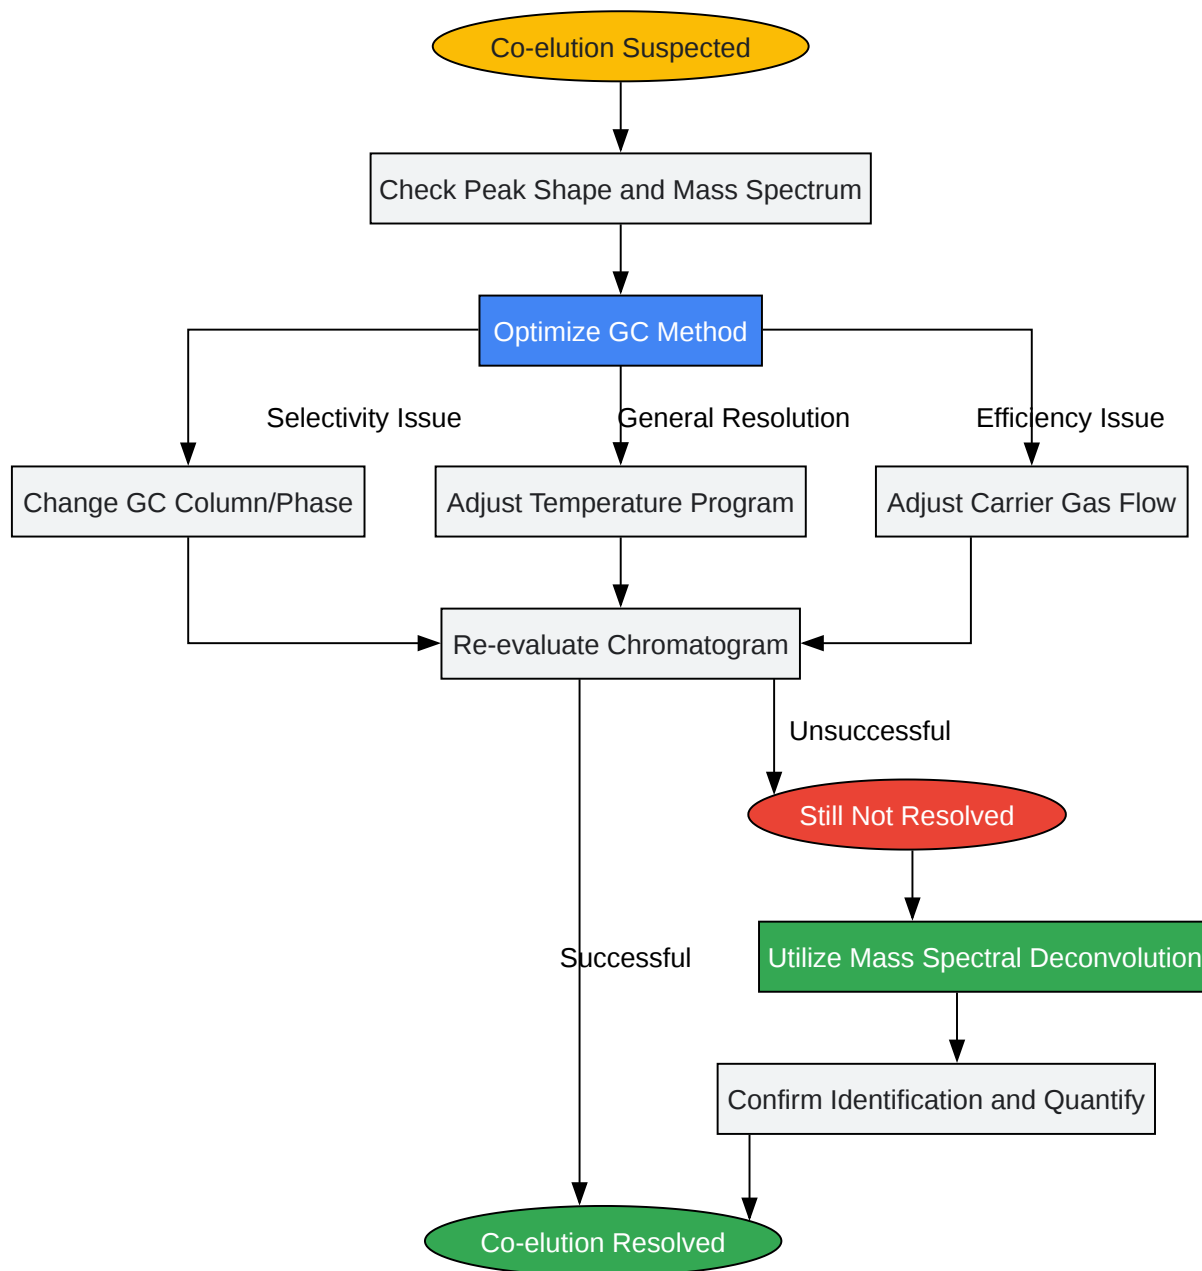 Co-elution Suspected
Check Peak Shape and Mass Spectrum
Optimize GC Method
Selectivity Issue
General Resolution
Efficiency Issue
Change GC Column/Phase
Adjust Temperature Program
Adjust Carrier Gas Flow
Re-evaluate Chromatogram
Unsuccessful
Still Not Resolved
Successful
Utilize Mass Spectral Deconvolution
Confirm Identification and Quantify
Co-elution Resolved